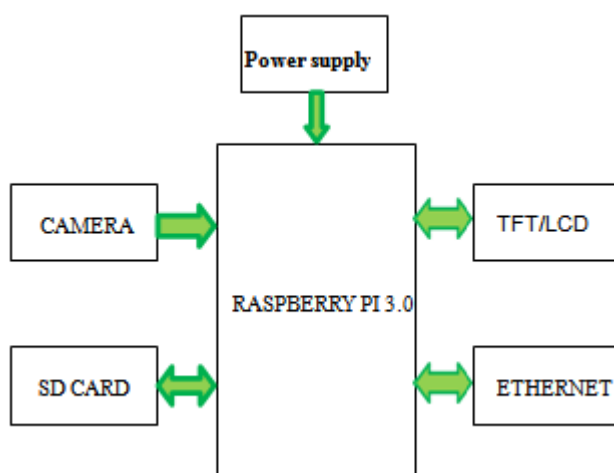 Power supply
CAMERA
TFT/LCD
RASPBERRY PI 3.0
SD CARD
ETHERNET